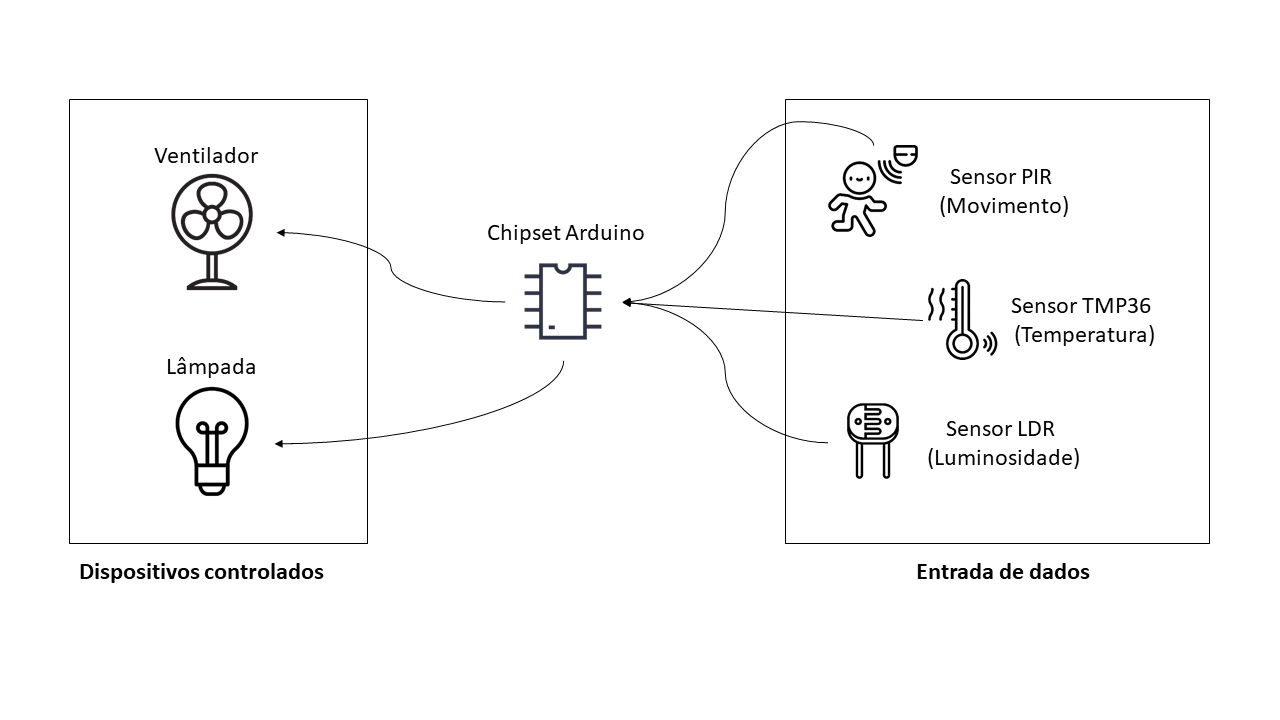 Ventilador
Lâmpada
Dispositivos controlados
Chipset Arduino
Sensor PIR
(Movimento)
Sensor TMP36
(Temperatura)
Sensor LDR
(Luminosidade)
Entrada de dados